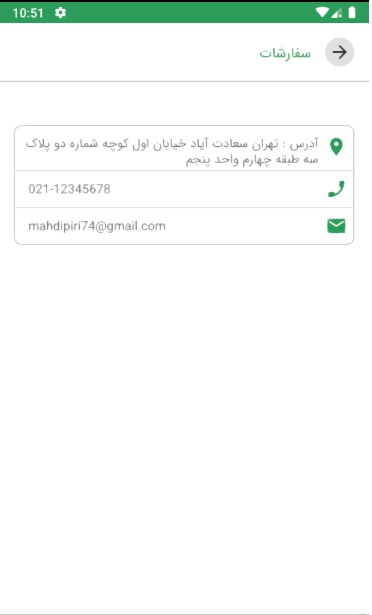 10:51
سفارشات
آدرس : تهران سعادت آیاد خیابان اول کوچه شماره دو پلاک
سه طبقه چهارم واحد پنجم
021-12345678
mahdipiri74@gmail.com